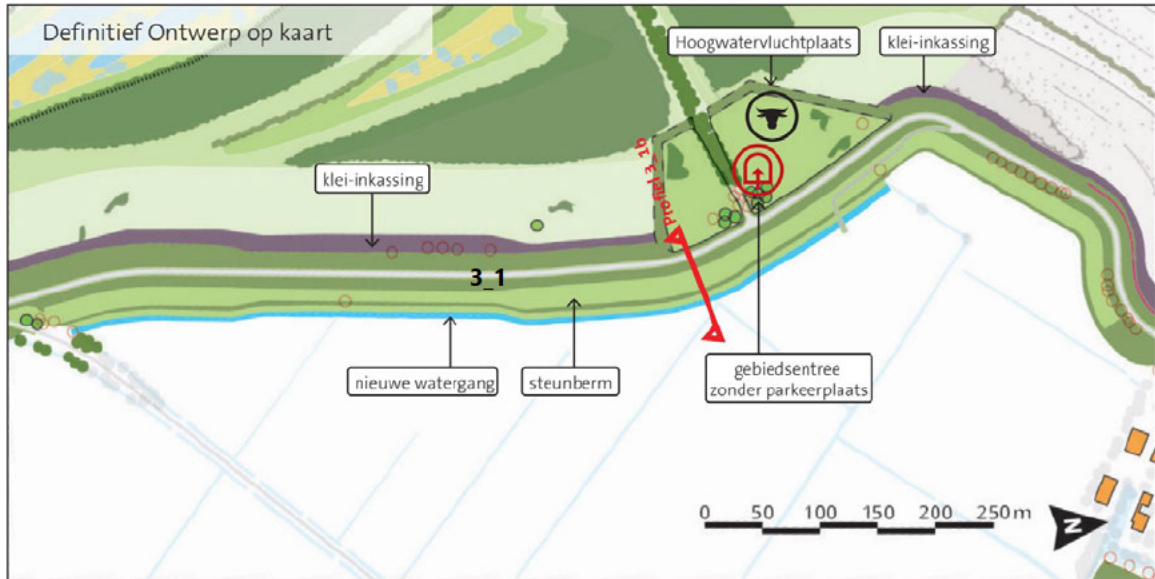 Definitief Ontwerp op kaart
Hoogwatervluchtplaats
klei-inkassing
klei-inkassing
Profiel 3_1b
3_1
nieuwe watergang
steunberm
gebiedsentree
zonder parkeerplaats
0 50 100 150 200 250 m
N